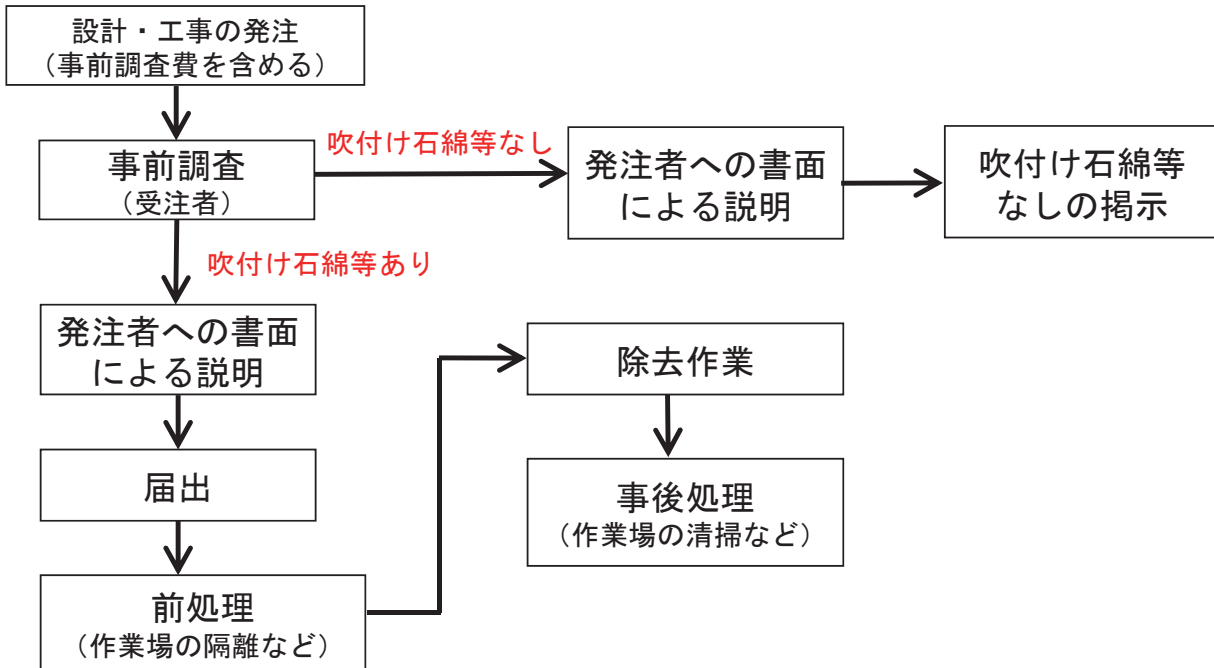 設計・工事の発注
（事前調査費を含める）
事前調査
（受注者）
吹付け石綿等なし
発注者への書面
による説明
吹付け石綿等
なしの掲示
吹付け石綿等あり
発注者への書面
による説明
届出
前処理
（作業場の隔離など）
除去作業
事後処理
（作業場の清掃など）